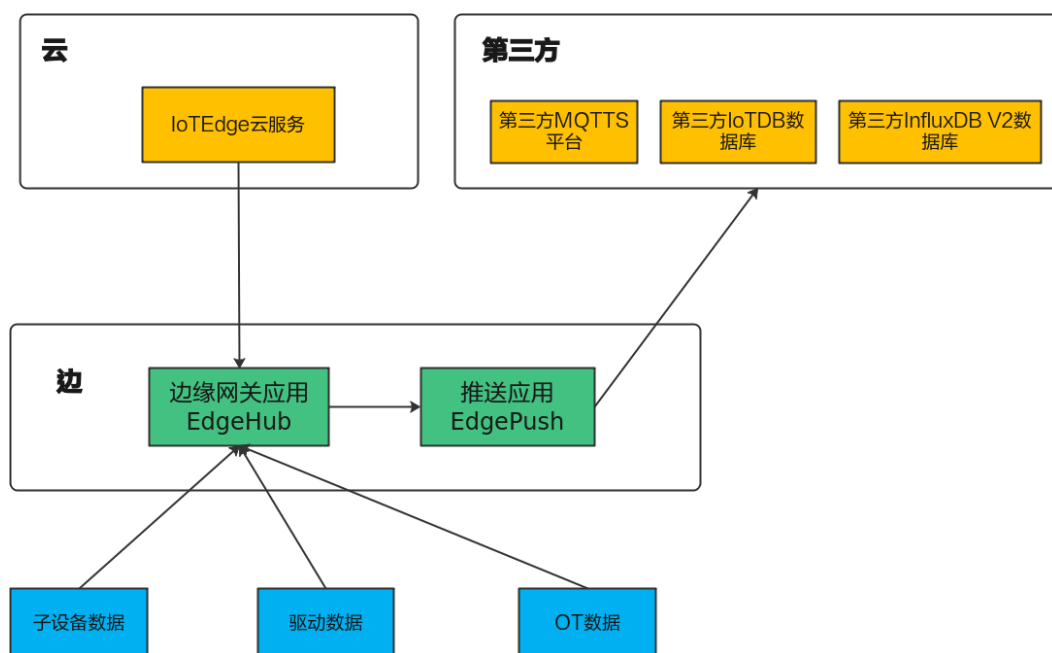 云
IoTEdge云服务
第三方
第三方MQTTS
平台
第三方IoTDB数
据库
第三方InfluxDB V2数
据库
边
边缘网关应用
EdgeHub
推送应用
EdgePush
子设备数据
驱动数据
OT数据